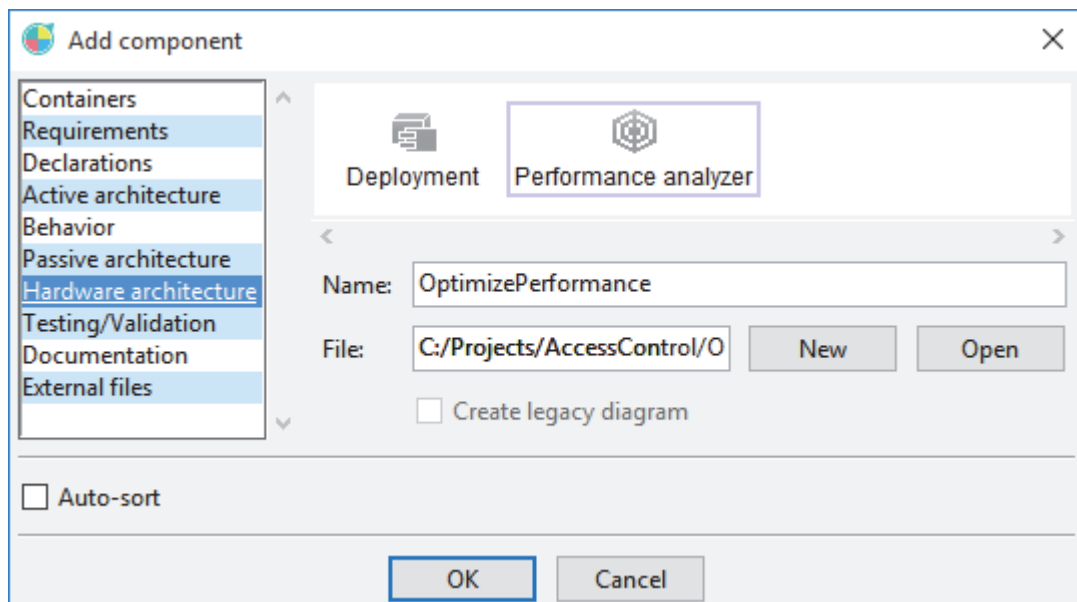 Add component
Containers
Requirements
Declarations
Active architecture
Behavior
Passive architecture
Hardware architecture
Testing/Validation
Documentation
External files
Deployment
Performance analyzer
Name: OptimizePerformance
File: C:/Projects/AccessControl/O New Open
Create legacy diagram
Auto-sort
OK Cancel